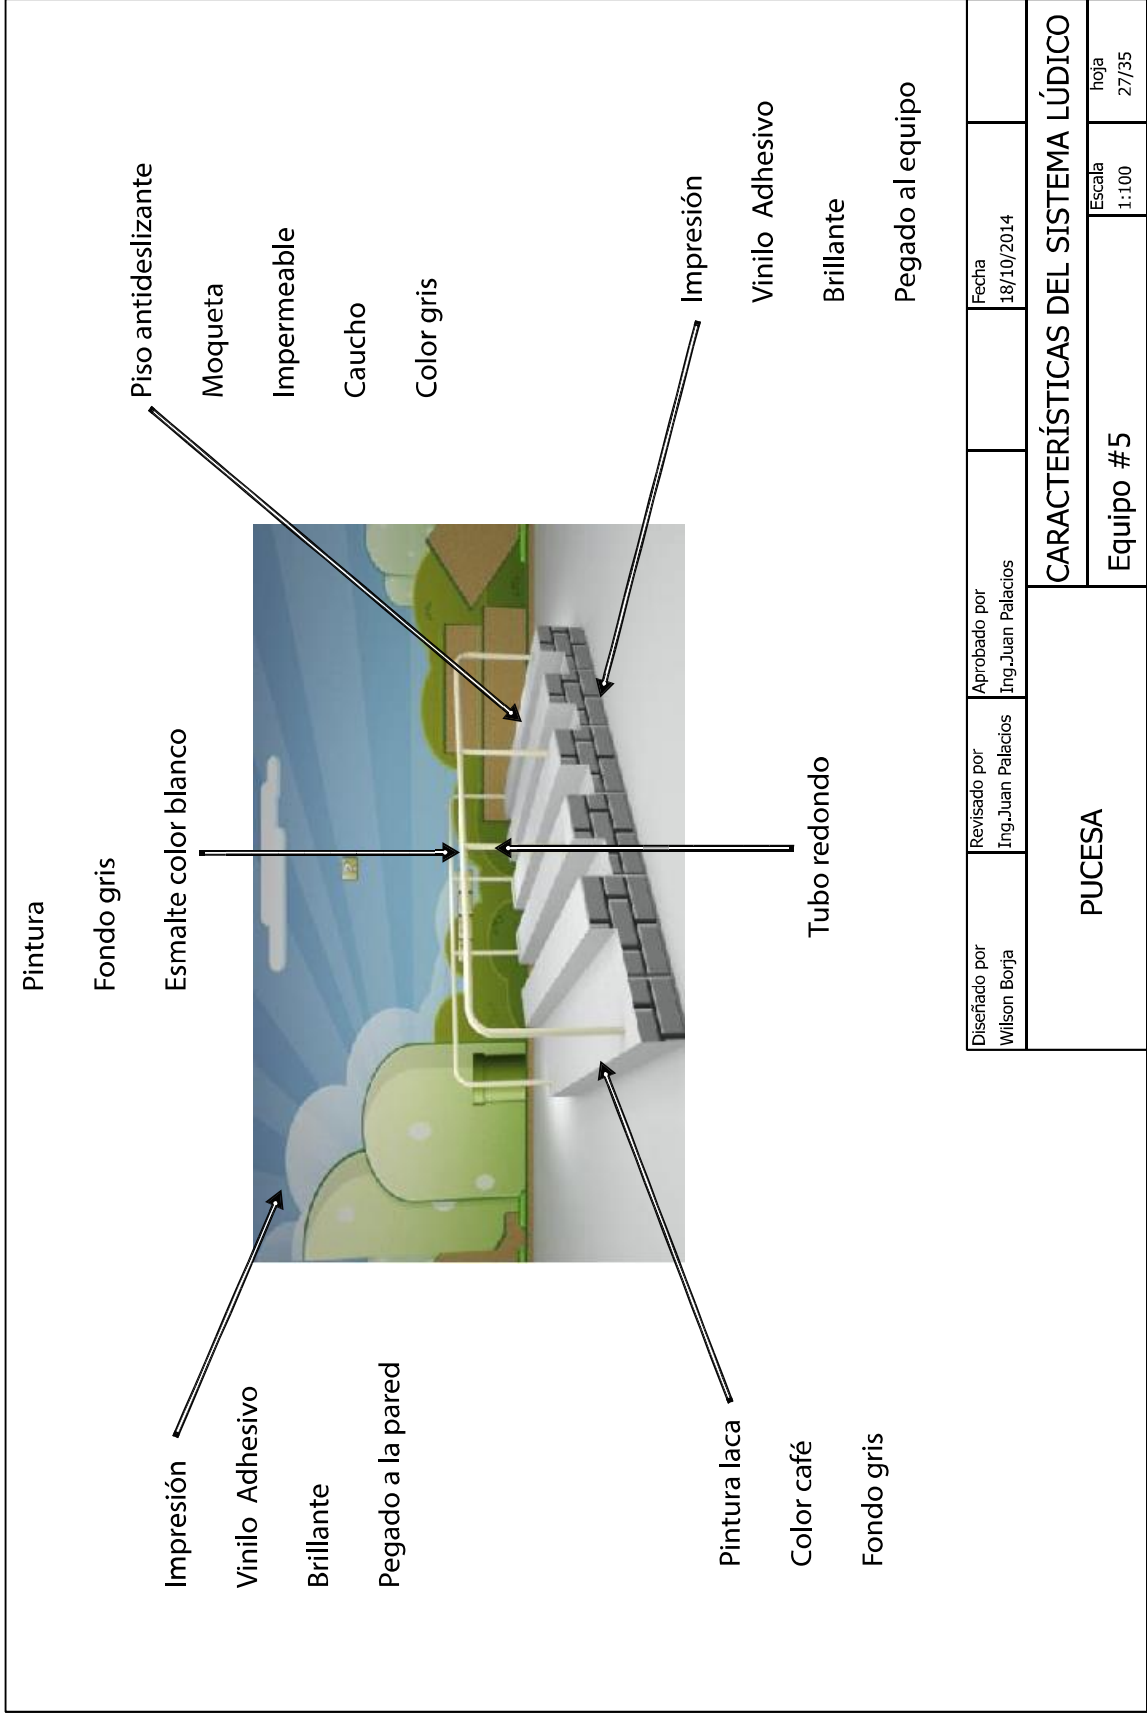 Pintura
Fondo gris
Esmalte color blanco
Impresión
Vinilo  Adhesivo
Brillante
Pegado a la pared
Piso antideslizante
Moqueta
Impermeable
Caucho
Color gris
Pintura laca
Color café
Fondo gris
Tubo redondo
Impresión
Vinilo  Adhesivo
Brillante
Pegado al equipo
Diseñado por
Wilson Borja
Revisado por
Ing.Juan Palacios
Aprobado por
Ing.Juan Palacios
Fecha
18/10/2014
PUCESA
CARACTERÍSTICAS DEL SISTEMA LÚDICO
Equipo #5
Escala
1:100
hoja
27/35